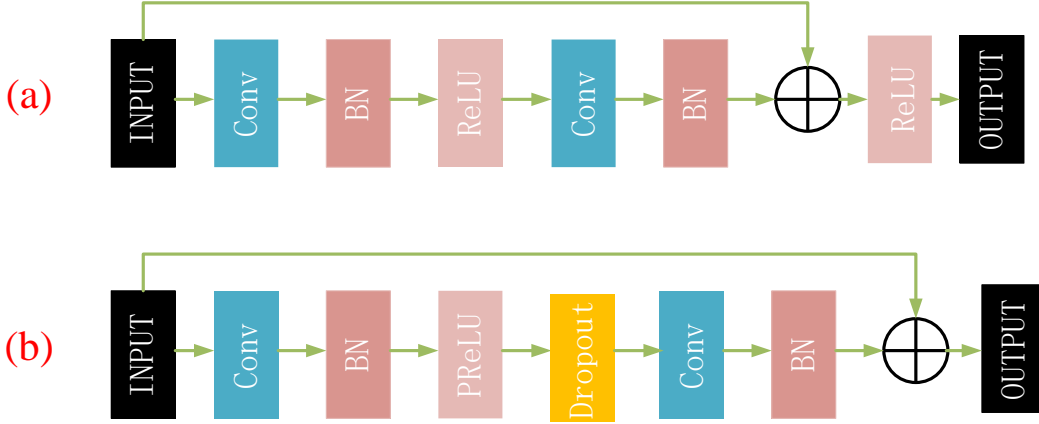 (a)
INPUT
Conv
BN
ReLU
Conv
BN
ReLU
OUTPUT
(b)
INPUT
Conv
BN
PReLU
Dropout
Conv
BN
OUTPUT